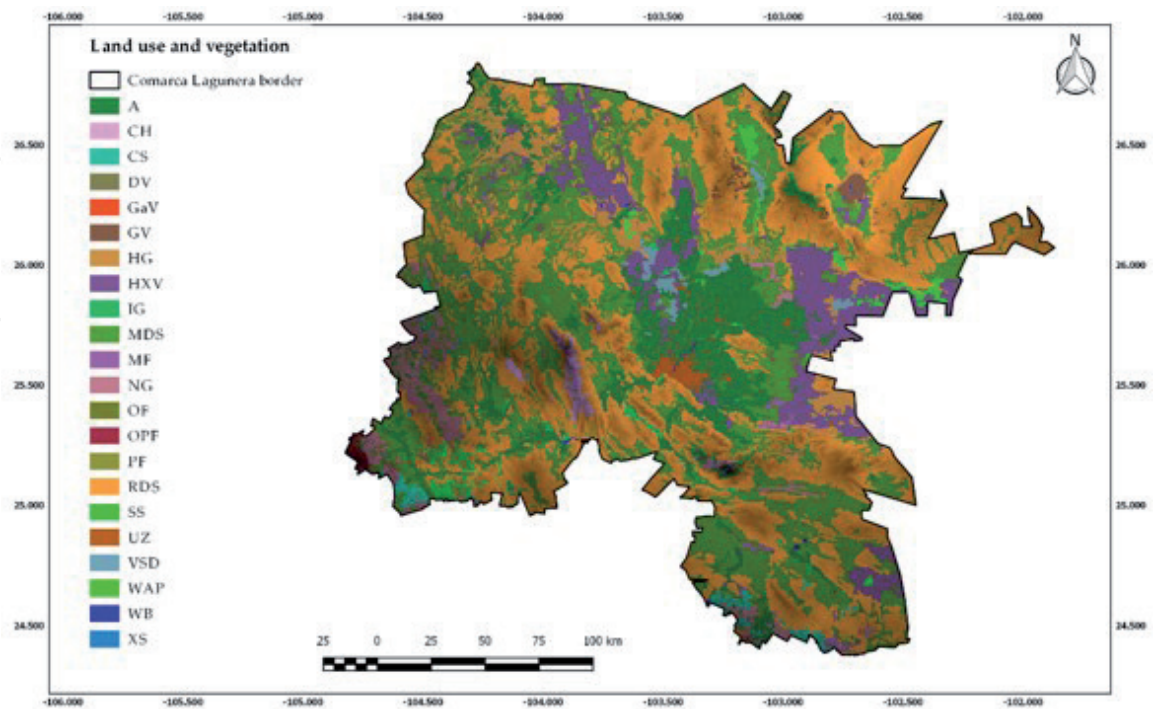 -106.000 -105.500 -105.000 -104.500 -104.000 -103.500 -103.000 -102.500 -102.000
Land use and vegetation
N
Comarca Lagunera border
A
CH
CS
26.500 26.500
DV
GaV
GV
HG
26.000 26.000
HXV
IG
MDS
MF
NG
25.500 25.500
OF
OPF
PF
RDS
25.000 25.000
SS
UZ
VSD
WAP
WB
24.500 24.500
XS
25 0 25 50 75 100 km
-106.000 -105.500 -105.000 -104.500 -104.000 -103.500 -103.000 -102.500 -102.000